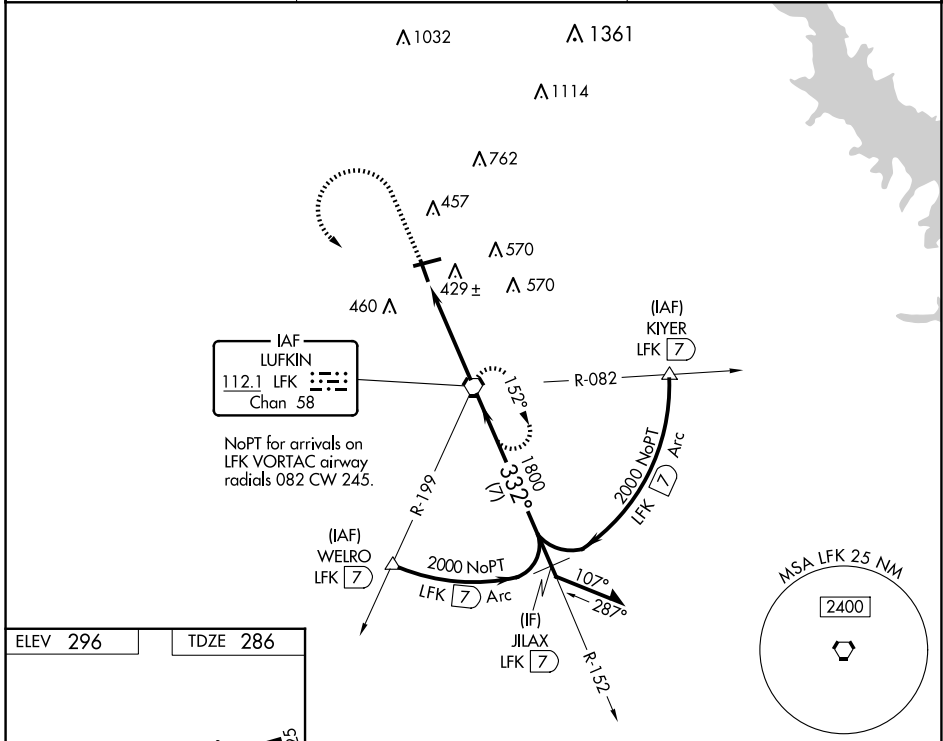 1032
1361
1114
762
457
570
429 ±
570
460
(IAF)
KIYER
LFK 7
IAF
LUFKIN
112.1 LFK
Chan 58
R-082
152°
NoPT for arrivals on
LFK VORTAC airway
radials 082 CW 245.
1800
332°
(7)
2000 NoPT
LFK 7 Arc
R-199
(IAF)
WELRO
LFK 7
2000 NoPT
LFK 7 Arc
107°
287°
(IF)
JILAX
LFK 7
R-152
MSA LFK 25 NM
2400
ELEV 296
TDZE 286